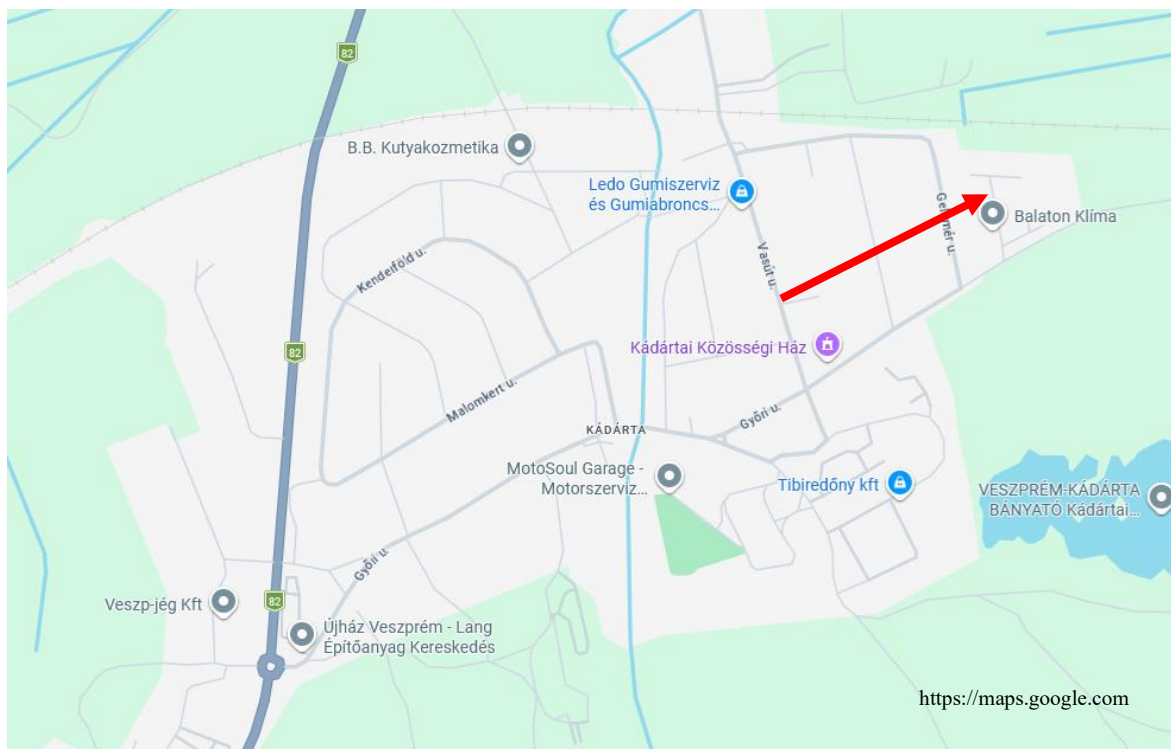 82
B.B. Kutyakozmetika
Ledo Gumiszerviz
és Gumiabroncs...
Balaton Klíma
Vasút u.
Kenderföld u.
82
Kádártai Közösségi Ház
Malomkert u.
Győri u.
KÁDÁRTA
MotoSoul Garage -
Motorszerviz...
Tibiredőny kft
VESZPRÉM-KÁDÁRTA
BÁNYATÓ Kádártai...
Győri u.
Veszp-jég Kft
82
Újház Veszprém - Lang
Építőanyag Kereskedés
https://maps.google.com